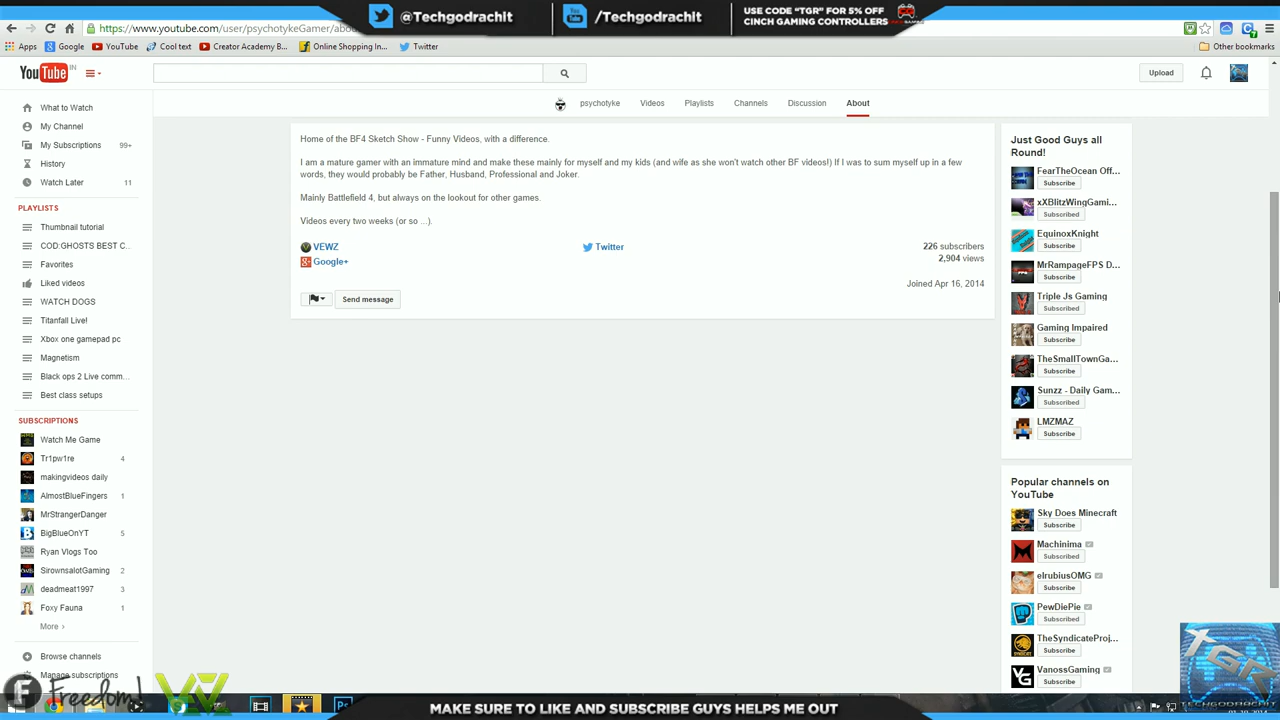 @Techgodrachit
/Techgodrachit
USE CODE "TGR" FOR 5% OFF
CINCH GAMING CONTROLLERS
https://www.youtube.com/user/psychotykeGamer/abou
Apps
Google
YouTube
Cool text
Creator Academy B...
Online Shopping In...
Twitter
Other bookmarks
YouTube IN
Upload
psychotyke
Videos
Playlists
Channels
Discussion
About
What to Watch
My Channel
My Subscriptions 99+
History
Watch Later 11
PLAYLISTS
Thumbnail tutorial
COD:GHOSTS BEST C...
Favorites
Liked videos
WATCH DOGS
Titanfall Live!
Xbox one gamepad pc
Magnetism
Black ops 2 Live comm...
Best class setups
SUBSCRIPTIONS
Watch Me Game
Tr1pw1re 4
makingvideos daily
AlmostBlueFingers 1
MrStrangerDanger
BigBlueOnYT 5
Ryan Vlogs Too
SirownsalotGaming 2
deadmeat1997 3
Foxy Fauna 1
More ›
Browse channels
Manage subscriptions
Home of the BF4 Sketch Show - Funny Videos, with a difference.
I am a mature gamer with an immature mind and make these mainly for myself and my kids (and wife as she won't watch other BF videos!) If I was to sum myself up in a few
words, they would probably be Father, Husband, Professional and Joker.
Mainly Battlefield 4, but always on the lookout for other games.
Videos every two weeks (or so ...).
VEWZ
Twitter
226 subscribers
Google+
2,904 views
Joined Apr 16, 2014
Send message
Just Good Guys all
Round!
FearTheOcean Off...
Subscribe
xXBlitzWingGami...
Subscribed
EquinoxKnight
Subscribe
MrRampageFPS D...
Subscribe
Triple Js Gaming
Subscribed
Gaming Impaired
Subscribe
TheSmallTownGa...
Subscribe
Sunzz - Daily Gam...
Subscribed
LMZMAZ
Subscribe
Popular channels on
YouTube
Sky Does Minecraft
Subscribe
Machinima
Subscribed
elrubiusOMG
Subscribe
PewDiePie
Subscribed
TheSyndicateProj...
Subscribe
VanossGaming
Subscribe
Freedom!
TGR
TECHGODRACHIT
MAKE SURE TO LIKE AND SUBSCRIBE GUYS HELPS ME OUT